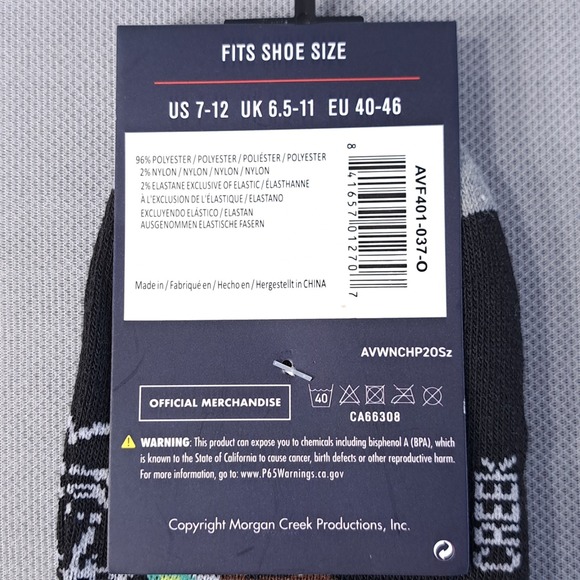 FITS SHOE SIZE
US 7-12 UK 6.5-11 EU 40-46
96% POLYESTER / POLYESTER / POLIÉSTER / POLYESTER
2% NYLON / NYLON / NYLON / NYLON
2% ELASTANE EXCLUSIVE OF ELASTIC / ÉLASTHANNE
À L'EXCLUSION DE L'ÉLASTIQUE / ELASTANO
EXCLUYENDO ELÁSTICO / ELASTAN
AUSGENOMMEN ELASTISCHE FASERN
Made in / Fabriqué en / Hecho en / Hergestellt in CHINA
8 41657 01270 7
AVF401-037-O
AVWNCHP20Sz
OFFICIAL MERCHANDISE
40
CA66308
WARNING: This product can expose you to chemicals including bisphenol A (BPA), which
is known to the State of California to cause cancer, birth defects or other reproductive harm.
For more information, go to: www.P65Warnings.ca.gov
Copyright Morgan Creek Productions, Inc.
CREEK